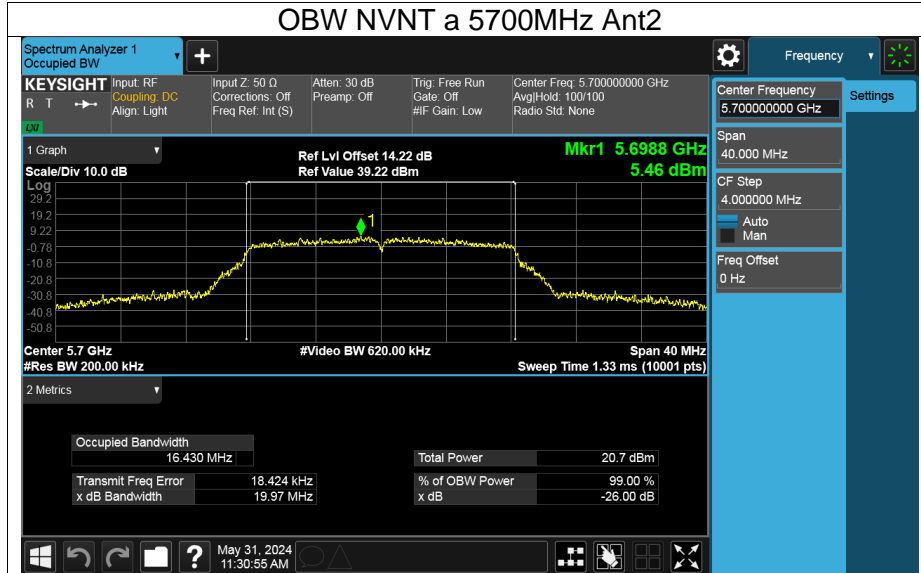 OBW NVNT a 5700MHz Ant2
Spectrum Analyzer 1
Occupied BW
+
Frequency
KEYSIGHT
R T
LXI
Input: RF
Coupling: DC
Align: Light
Input Z: 50 Ω
Corrections: Off
Freq Ref: Int (S)
Atten: 30 dB
Preamp: Off
Trig: Free Run
Gate: Off
#IF Gain: Low
Center Freq: 5.700000000 GHz
Avg|Hold: 100/100
Radio Std: None
Center Frequency
5.700000000 GHz
Settings
Span
40.000 MHz
CF Step
4.000000 MHz
Auto
Man
Freq Offset
0 Hz
1 Graph
Scale/Div 10.0 dB
Ref Lvl Offset 14.22 dB
Ref Value 39.22 dBm
Mkr1 5.6988 GHz
5.46 dBm
Log
29.2
19.2
9.22
-0.78
-10.8
-20.8
-30.8
-40.8
-50.8
1
Center 5.7 GHz
#Res BW 200.00 kHz
#Video BW 620.00 kHz
Span 40 MHz
Sweep Time 1.33 ms (10001 pts)
2 Metrics
Occupied Bandwidth
16.430 MHz
Total Power 20.7 dBm
Transmit Freq Error 18.424 kHz
% of OBW Power 99.00 %
x dB Bandwidth 19.97 MHz
x dB -26.00 dB
?
May 31, 2024
11:30:55 AM